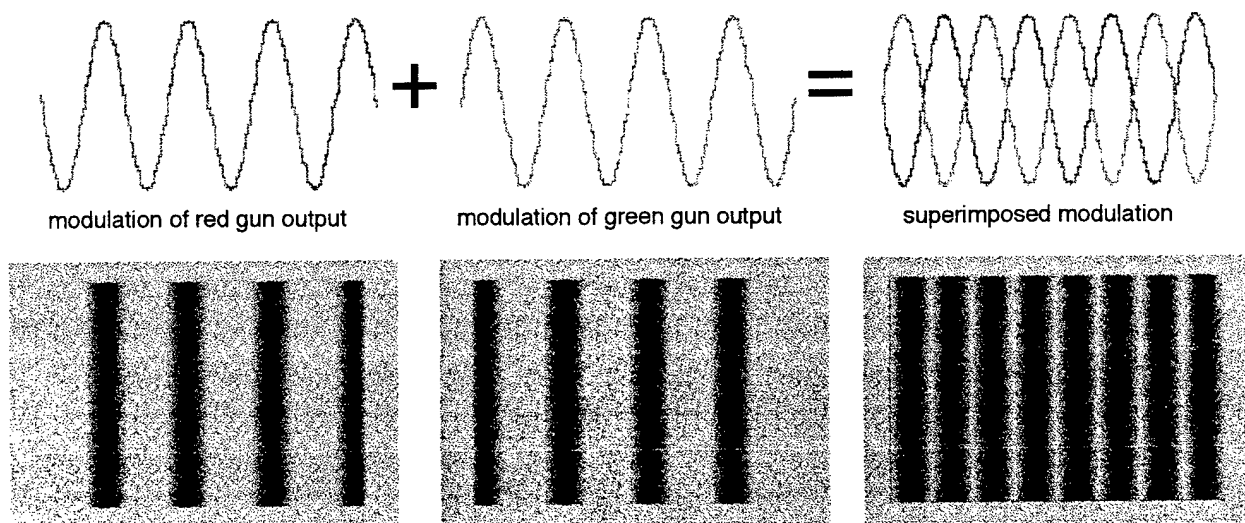 +
=
modulation of red gun output
modulation of green gun output
superimposed modulation